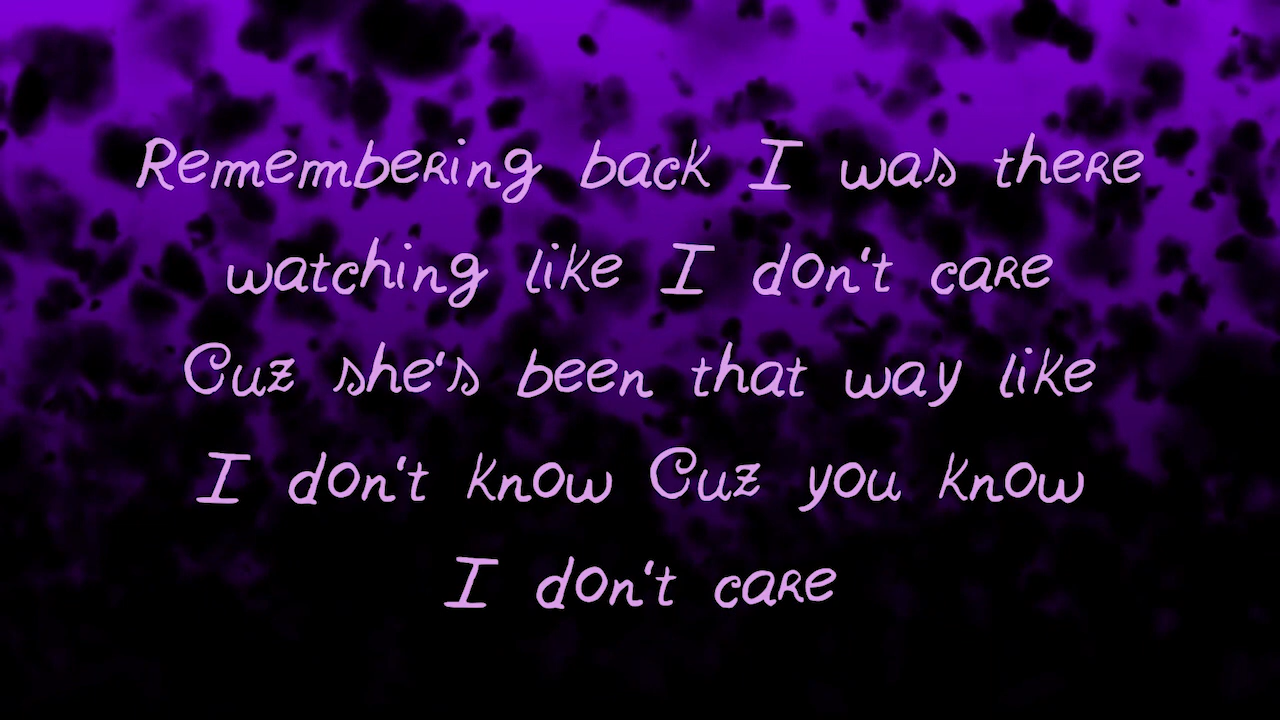 Remembering back I was there
watching like I don't care
Cuz she's been that way like
I don't know Cuz you know
I don't care